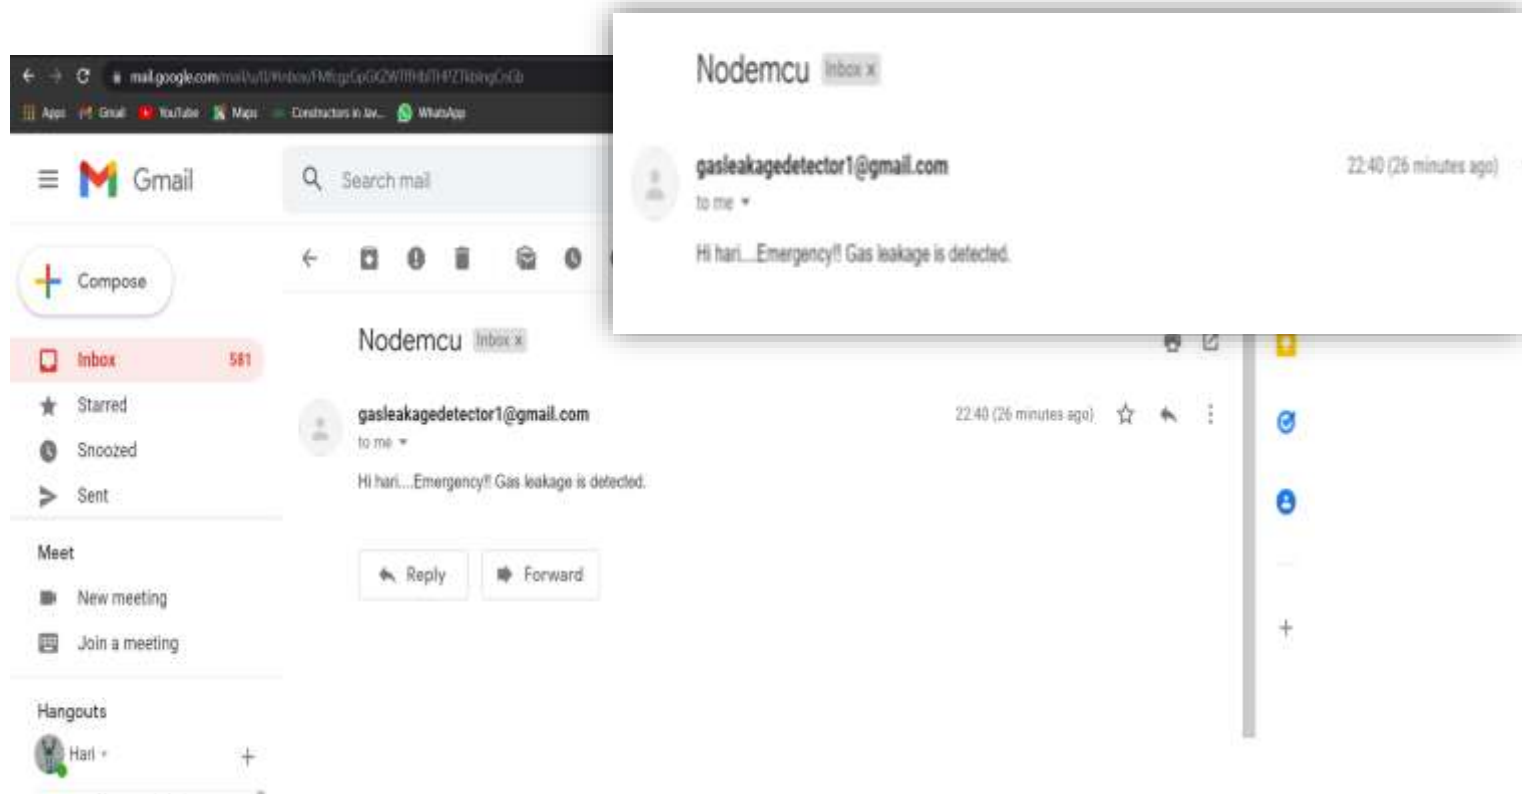 mail.google.com
Apps Gmail YouTube Maps Constructors in Jav... WhatsApp
Gmail
Search mail
Compose
Inbox 581
Starred
Snoozed
Sent
Meet
New meeting
Join a meeting
Hangouts
Hari
Nodemcu Inbox x
gasleakagedetector1@gmail.com 22:40 (26 minutes ago)
to me
Hi hari....Emergency!! Gas leakage is detected.
Reply Forward
Nodemcu Inbox x
gasleakagedetector1@gmail.com 22:40 (26 minutes ago)
to me
Hi hari....Emergency!! Gas leakage is detected.